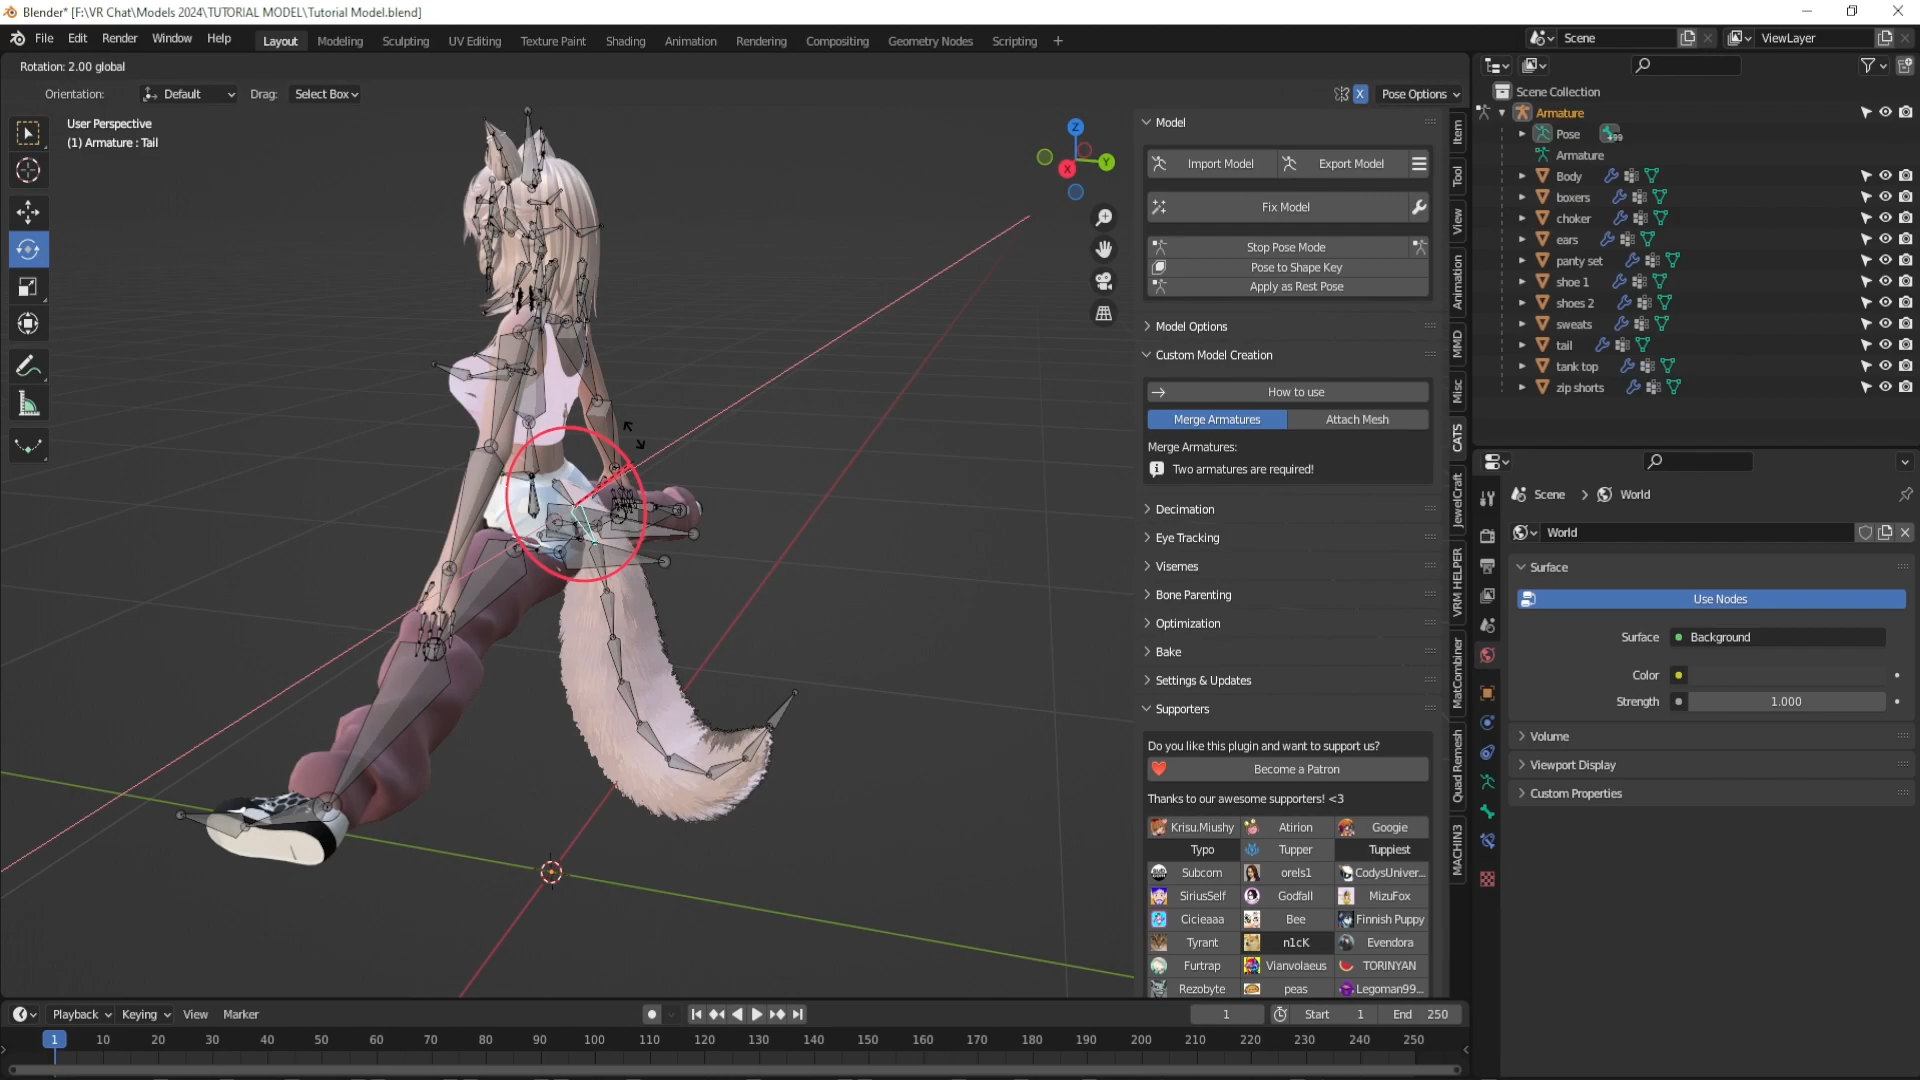 Blender* [F:\VR Chat\Models 2024\TUTORIAL MODEL\Tutorial Model.blend]
File Edit Render Window Help Layout Modeling Sculpting UV Editing Texture Paint Shading Animation Rendering Compositing Geometry Nodes Scripting + Scene ViewLayer
Rotation: 2.00 global
Orientation: Default Drag: Select Box X Pose Options
User Perspective
(1) Armature : Tail
Z
Y
X
Model
Import Model Export Model
Fix Model
Stop Pose Mode
Pose to Shape Key
Apply as Rest Pose
Model Options
Custom Model Creation
How to use
Merge Armatures Attach Mesh
Merge Armatures:
Two armatures are required!
Decimation
Eye Tracking
Visemes
Bone Parenting
Optimization
Bake
Settings & Updates
Supporters
Do you like this plugin and want to support us?
Become a Patron
Thanks to our awesome supporters! <3
Krisu.Miushy Atirion Googie
Typo Tupper Tuppiest
Subcom orels1 CodysUniver...
SiriusSelf Godfall MizuFox
Cicieaaa Bee Finnish Puppy
Tyrant n1cK Evendora
Furtrap Vianvolaeus TORINYAN
Rezobyte peas Legoman99...
Item
Tool
View
Animation
MMD
Misc
CATS
JewelCraft
VRM HELPER
MatCombiner
Quad Remesh
MACHIN3
Scene Collection
Armature
Pose +99
Armature
Body
boxers
choker
ears
panty set
shoe 1
shoes 2
sweats
tail
tank top
zip shorts
Scene > World
World
Surface
Use Nodes
Surface Background
Color
Strength 1.000
Volume
Viewport Display
Custom Properties
Playback Keying View Marker 1 Start 1 End 250
1 10 20 30 40 50 60 70 80 90 100 110 120 130 140 150 160 170 180 190 200 210 220 230 240 250